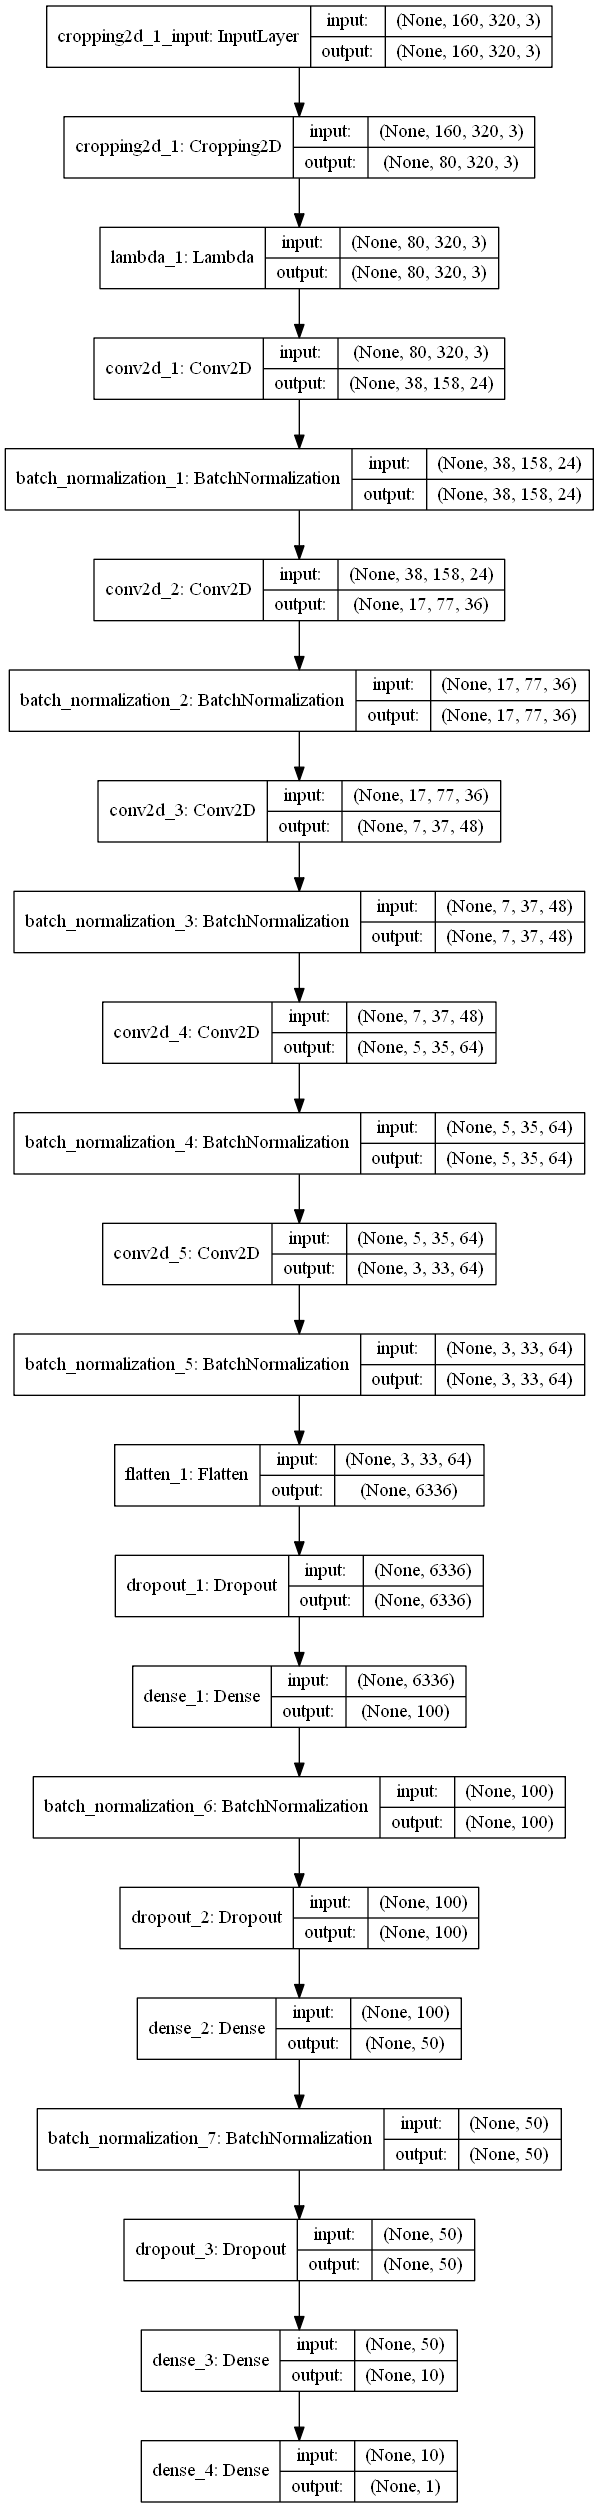 cropping2d_1_input: InputLayer
input: (None, 160, 320, 3)
output: (None, 160, 320, 3)
cropping2d_1: Cropping2D
input: (None, 160, 320, 3)
output: (None, 80, 320, 3)
lambda_1: Lambda
input: (None, 80, 320, 3)
output: (None, 80, 320, 3)
conv2d_1: Conv2D
input: (None, 80, 320, 3)
output: (None, 38, 158, 24)
batch_normalization_1: BatchNormalization
input: (None, 38, 158, 24)
output: (None, 38, 158, 24)
conv2d_2: Conv2D
input: (None, 38, 158, 24)
output: (None, 17, 77, 36)
batch_normalization_2: BatchNormalization
input: (None, 17, 77, 36)
output: (None, 17, 77, 36)
conv2d_3: Conv2D
input: (None, 17, 77, 36)
output: (None, 7, 37, 48)
batch_normalization_3: BatchNormalization
input: (None, 7, 37, 48)
output: (None, 7, 37, 48)
conv2d_4: Conv2D
input: (None, 7, 37, 48)
output: (None, 5, 35, 64)
batch_normalization_4: BatchNormalization
input: (None, 5, 35, 64)
output: (None, 5, 35, 64)
conv2d_5: Conv2D
input: (None, 5, 35, 64)
output: (None, 3, 33, 64)
batch_normalization_5: BatchNormalization
input: (None, 3, 33, 64)
output: (None, 3, 33, 64)
flatten_1: Flatten
input: (None, 3, 33, 64)
output: (None, 6336)
dropout_1: Dropout
input: (None, 6336)
output: (None, 6336)
dense_1: Dense
input: (None, 6336)
output: (None, 100)
batch_normalization_6: BatchNormalization
input: (None, 100)
output: (None, 100)
dropout_2: Dropout
input: (None, 100)
output: (None, 100)
dense_2: Dense
input: (None, 100)
output: (None, 50)
batch_normalization_7: BatchNormalization
input: (None, 50)
output: (None, 50)
dropout_3: Dropout
input: (None, 50)
output: (None, 50)
dense_3: Dense
input: (None, 50)
output: (None, 10)
dense_4: Dense
input: (None, 10)
output: (None, 1)